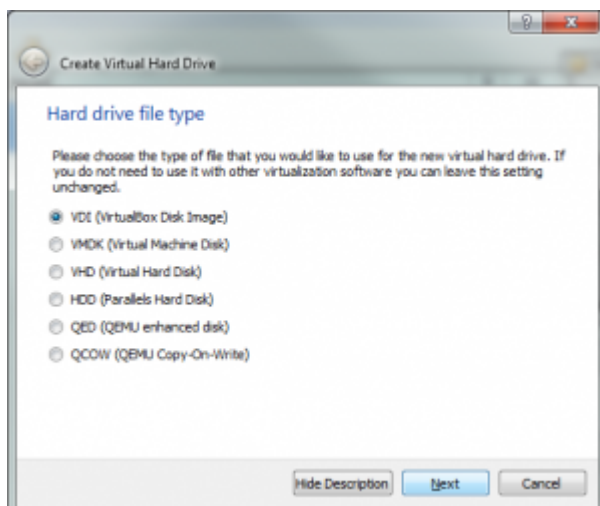 Create Virtual Hard Drive
Hard drive file type
Please choose the type of file that you would like to use for the new virtual hard drive. If
you do not need to use it with other virtualization software you can leave this setting
unchanged.
VDI (VirtualBox Disk Image)
VMDK (Virtual Machine Disk)
VHD (Virtual Hard Disk)
HDD (Parallels Hard Disk)
QED (QEMU enhanced disk)
QCOW (QEMU Copy-On-Write)
Hide Description Next Cancel